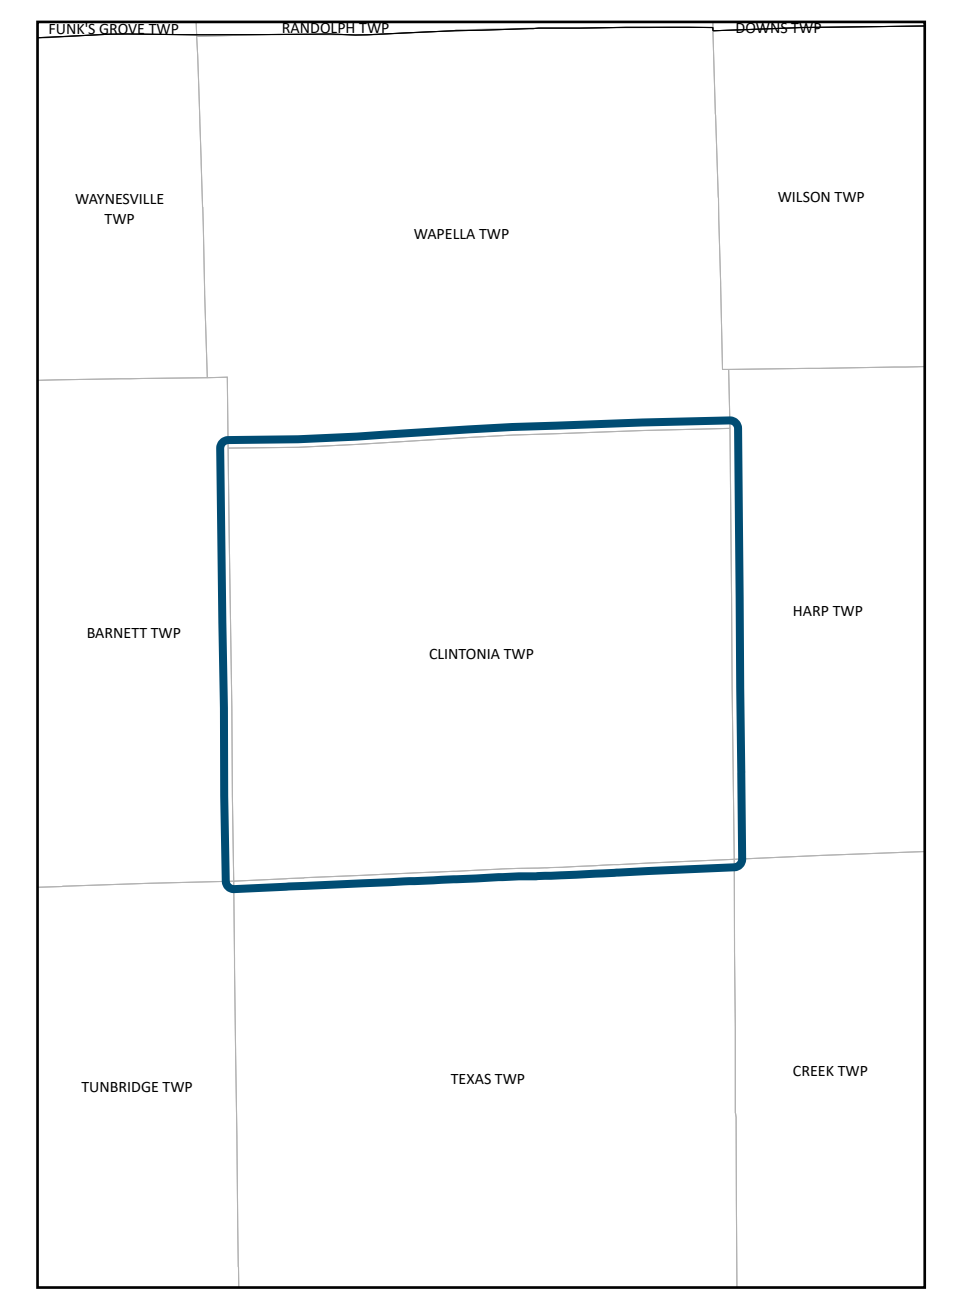 FUNK'S GROVE TWP
RANDOLPH TWP
DOWNS TWP
WAYNESVILLE
TWP
WILSON TWP
WAPELLA TWP
HARP TWP
BARNETT TWP
CLINTONIA TWP
CREEK TWP
TEXAS TWP
TUNBRIDGE TWP